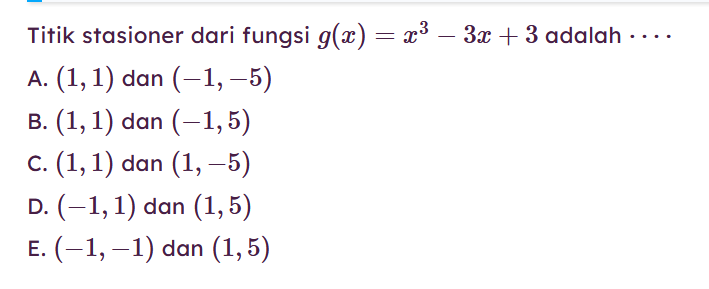 Titik stasioner dari fungsi g(x) = x³ − 3x + 3 adalah ····
A. (1, 1) dan (−1, −5)
B. (1, 1) dan (−1, 5)
C. (1, 1) dan (1, −5)
D. (−1, 1) dan (1, 5)
E. (−1, −1) dan (1, 5)